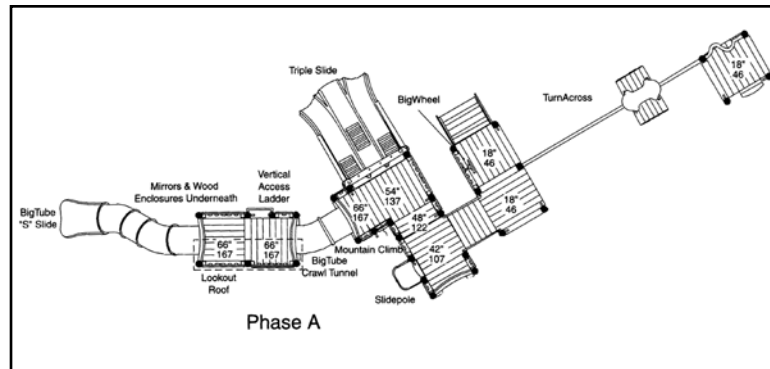 18"
46
Triple Slide
BigWheel
TurnAcross
18"
46
Mirrors & Wood
Enclosures Underneath
Vertical
Access
Ladder
54"
137
18"
46
BigTube
"S" Slide
66"
167
48"
122
66"
167
66"
167
Mountain Climb
42"
107
BigTube
Crawl Tunnel
Lookout
Roof
Slidepole
Phase A